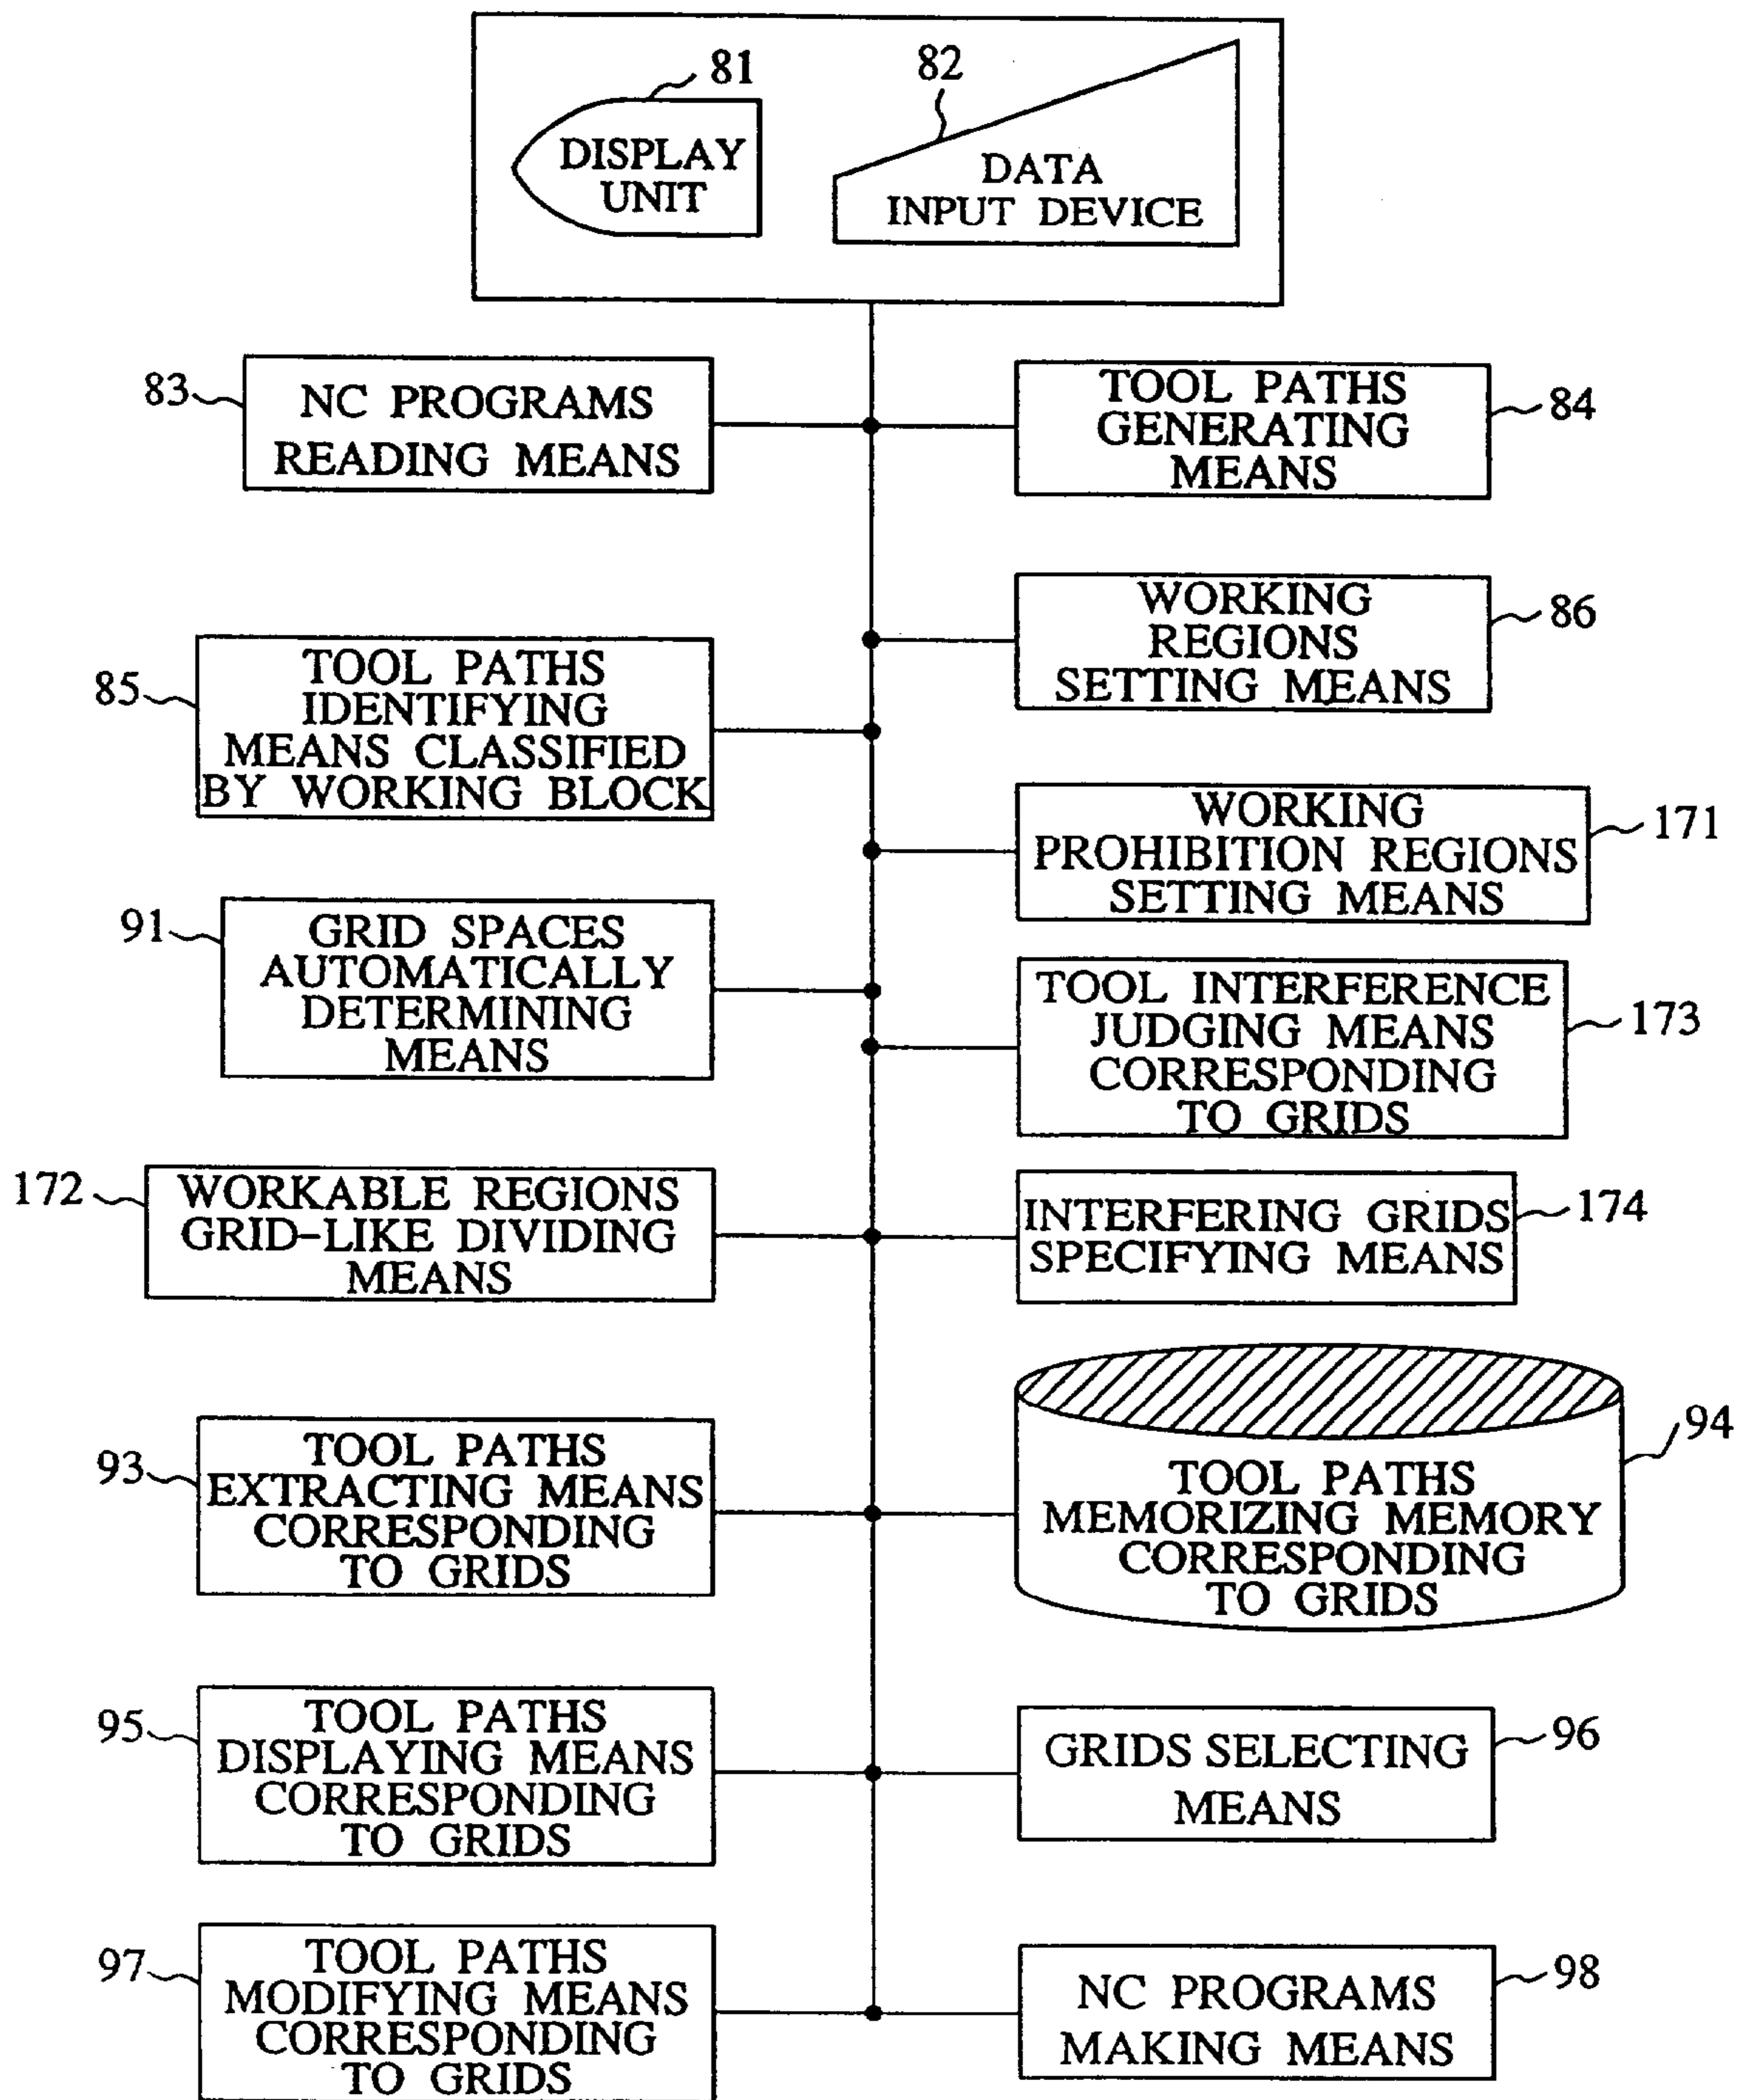 81
82
DISPLAY
UNIT
DATA
INPUT DEVICE
83
NC PROGRAMS
READING MEANS
TOOL PATHS
GENERATING
MEANS
84
WORKING
REGIONS
SETTING MEANS
86
85
TOOL PATHS
IDENTIFYING
MEANS CLASSIFIED
BY WORKING BLOCK
WORKING
PROHIBITION REGIONS
SETTING MEANS
171
91
GRID SPACES
AUTOMATICALLY
DETERMINING
MEANS
TOOL INTERFERENCE
JUDGING MEANS
CORRESPONDING
TO GRIDS
173
172
WORKABLE REGIONS
GRID-LIKE DIVIDING
MEANS
INTERFERING GRIDS
SPECIFYING MEANS
174
93
TOOL PATHS
EXTRACTING MEANS
CORRESPONDING
TO GRIDS
94
TOOL PATHS
MEMORIZING MEMORY
CORRESPONDING
TO GRIDS
95
TOOL PATHS
DISPLAYING MEANS
CORRESPONDING
TO GRIDS
GRIDS SELECTING
MEANS
96
97
TOOL PATHS
MODIFYING MEANS
CORRESPONDING
TO GRIDS
NC PROGRAMS
MAKING MEANS
98